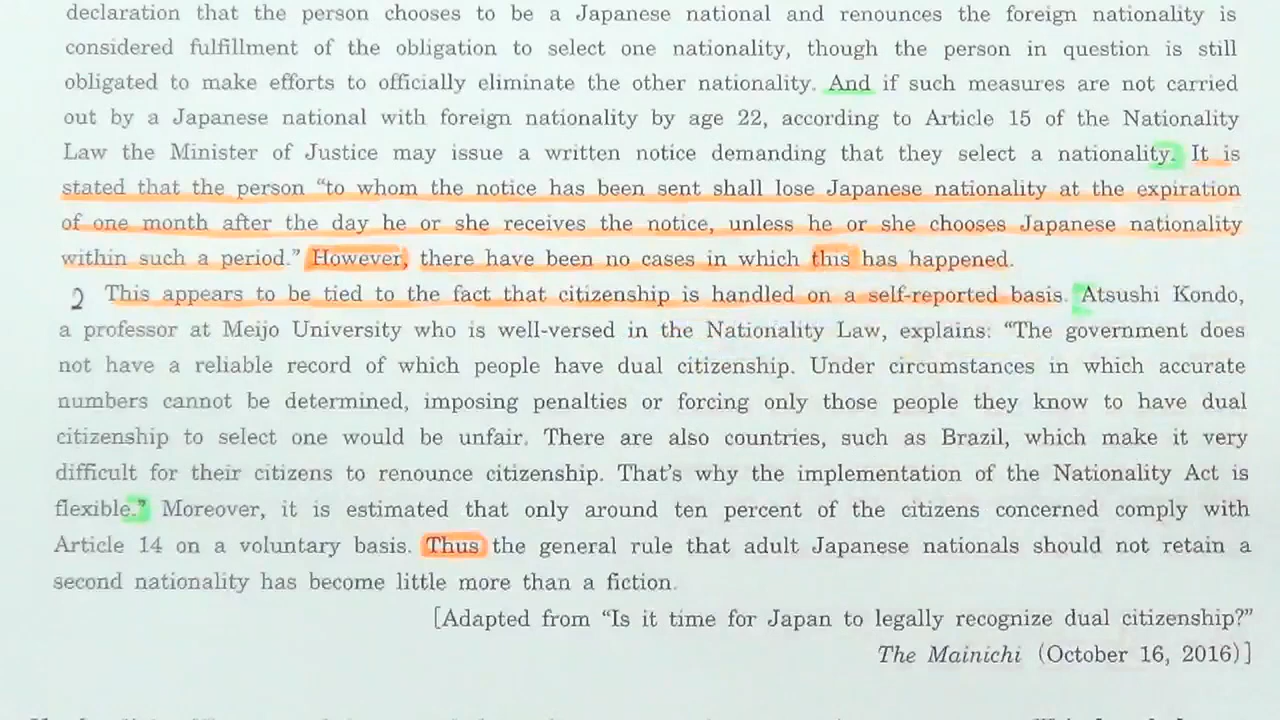 declaration that the person chooses to be a Japanese national and renounces the foreign nationality is
considered fulfillment of the obligation to select one nationality, though the person in question is still
obligated to make efforts to officially eliminate the other nationality. And if such measures are not carried
out by a Japanese national with foreign nationality by age 22, according to Article 15 of the Nationality
Law the Minister of Justice may issue a written notice demanding that they select a nationality. It is
stated that the person “to whom the notice has been sent shall lose Japanese nationality at the expiration
of one month after the day he or she receives the notice, unless he or she chooses Japanese nationality
within such a period.” However, there have been no cases in which this has happened.
2 This appears to be tied to the fact that citizenship is handled on a self-reported basis. Atsushi Kondo,
a professor at Meijo University who is well-versed in the Nationality Law, explains: “The government does
not have a reliable record of which people have dual citizenship. Under circumstances in which accurate
numbers cannot be determined, imposing penalties or forcing only those people they know to have dual
citizenship to select one would be unfair. There are also countries, such as Brazil, which make it very
difficult for their citizens to renounce citizenship. That’s why the implementation of the Nationality Act is
flexible.” Moreover, it is estimated that only around ten percent of the citizens concerned comply with
Article 14 on a voluntary basis. Thus the general rule that adult Japanese nationals should not retain a
second nationality has become little more than a fiction.
[Adapted from “Is it time for Japan to legally recognize dual citizenship?”
The Mainichi (October 16, 2016)]